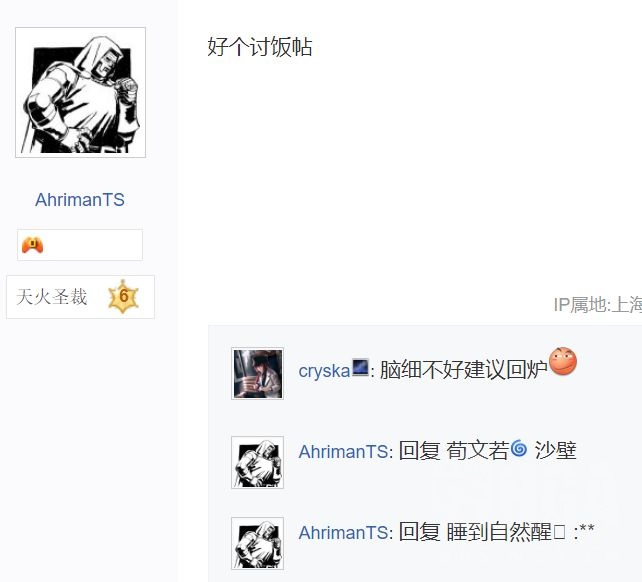 好个讨饭帖
AhrimanTS
天火圣裁 6
IP属地:上海
cryska: 脑细不好建议回炉
AhrimanTS: 回复 荀文若 沙壁
AhrimanTS: 回复 睡到自然醒 :**